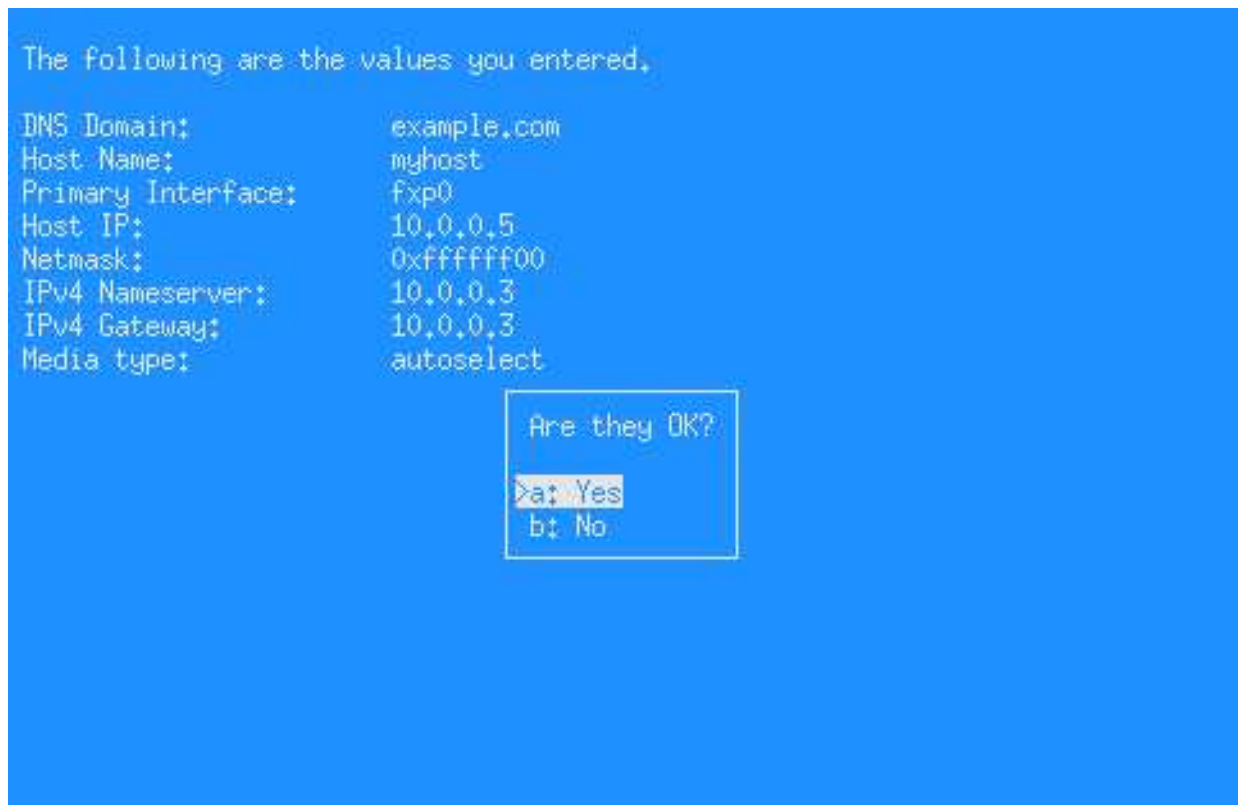 The following are the values you entered.
DNS Domain: example.com
Host Name: myhost
Primary Interface: fxp0
Host IP: 10.0.0.5
Netmask: 0xffffff00
IPv4 Nameserver: 10.0.0.3
IPv4 Gateway: 10.0.0.3
Media type: autoselect
Are they OK?
>a: Yes
b: No